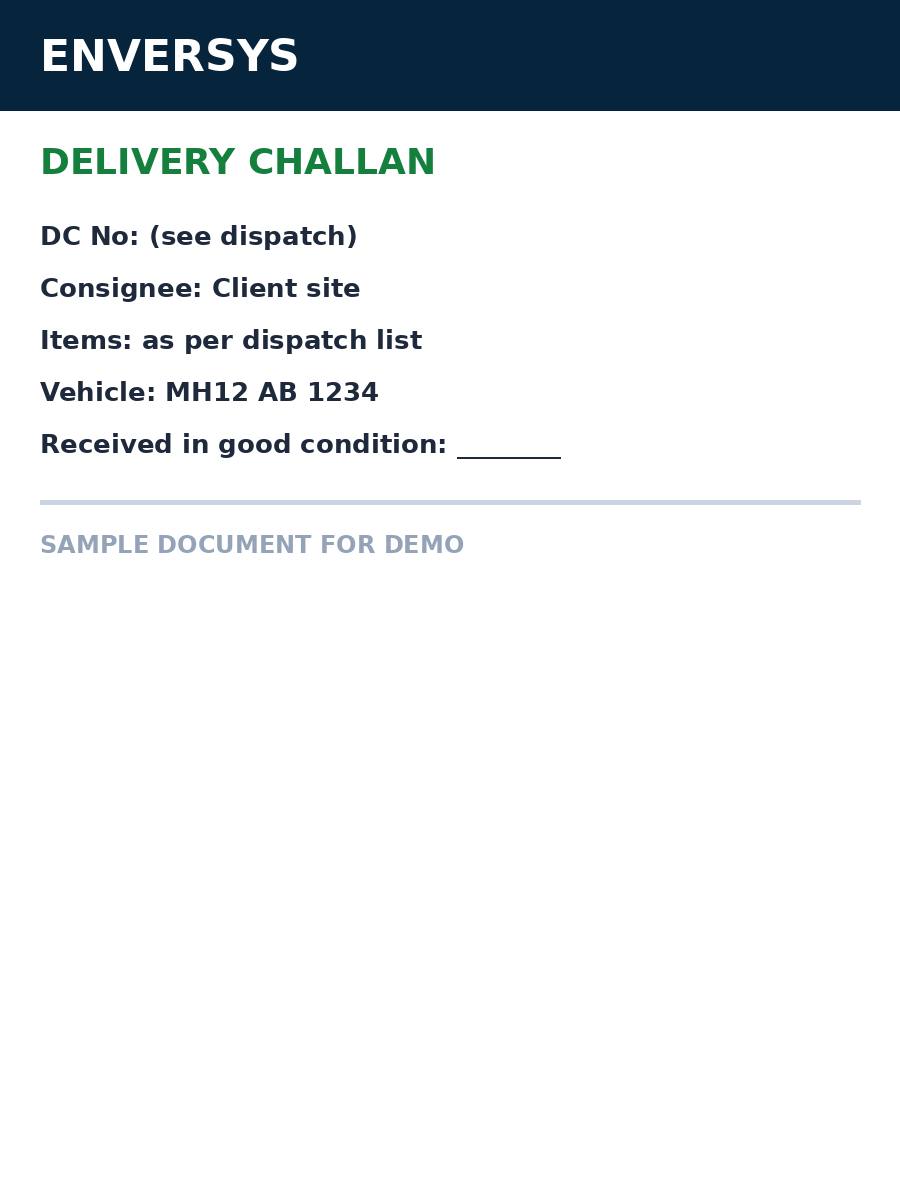 ENVERSYS
DELIVERY CHALLAN
DC No: (see dispatch)
Consignee: Client site
Items: as per dispatch list
Vehicle: MH12 AB 1234
Received in good condition: ________
SAMPLE DOCUMENT FOR DEMO